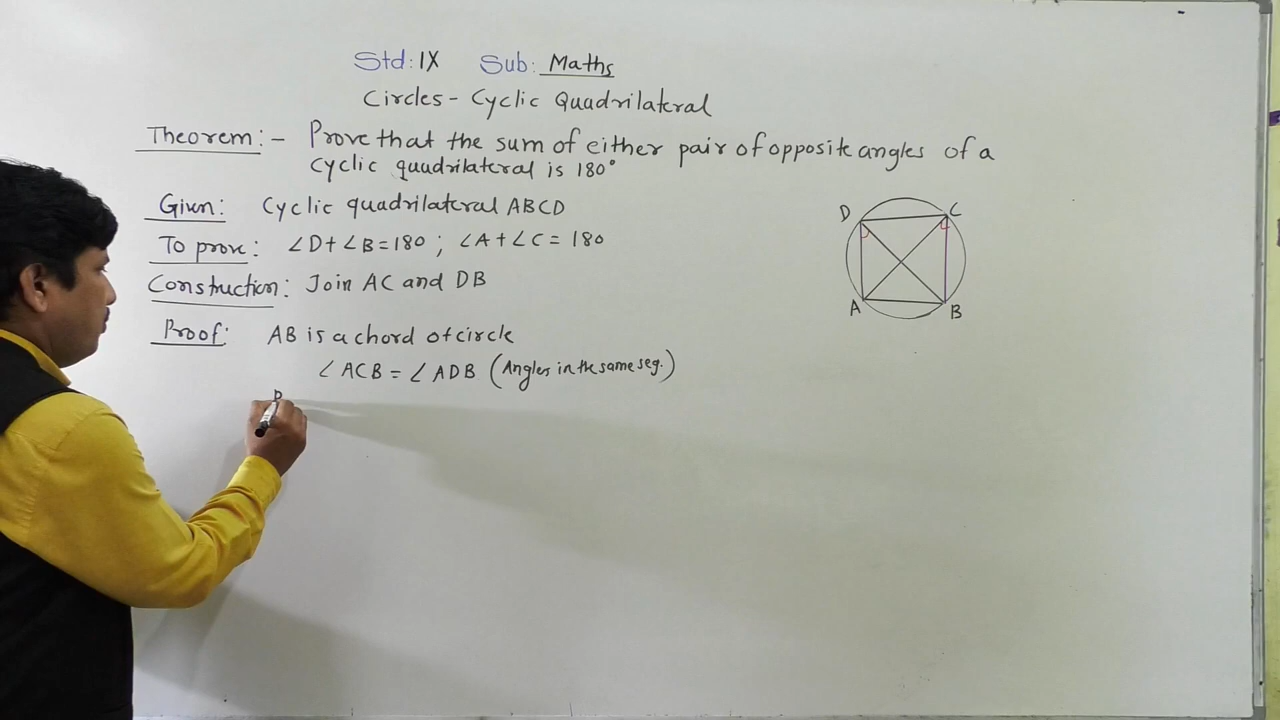 Std: IX Sub: Maths
Circles - Cyclic Quadrilateral
Theorem:- Prove that the sum of either pair of opposite angles of a
cyclic quadrilateral is 180°
Given: Cyclic quadrilateral ABCD
To prove: ∠D+∠B=180 ; ∠A+∠C=180
Construction: Join AC and DB
Proof: AB is a chord of circle
∠ACB = ∠ADB (Angles in the same seg.)
D C
A B